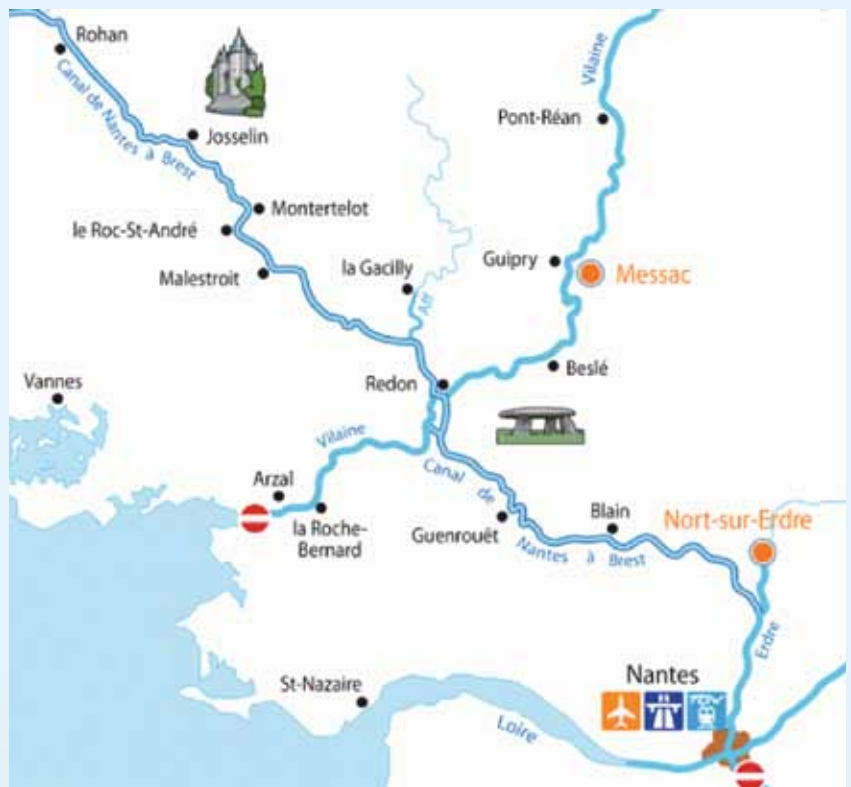 Rohan
Canal de Nantes à Brest
Josselin
Vilaine
Pont-Réan
Montertelot
le Roc-St-André
Malestroit
la Gacilly
Aff
Guipry
Messac
Redon
Beslé
Vannes
Vilaine
Arzal
la Roche-
Bernard
Canal de Nantes à Brest
Guenrouët
Blain
Nort-sur-Erdre
Erdre
St-Nazaire
Nantes
TGV
Loire